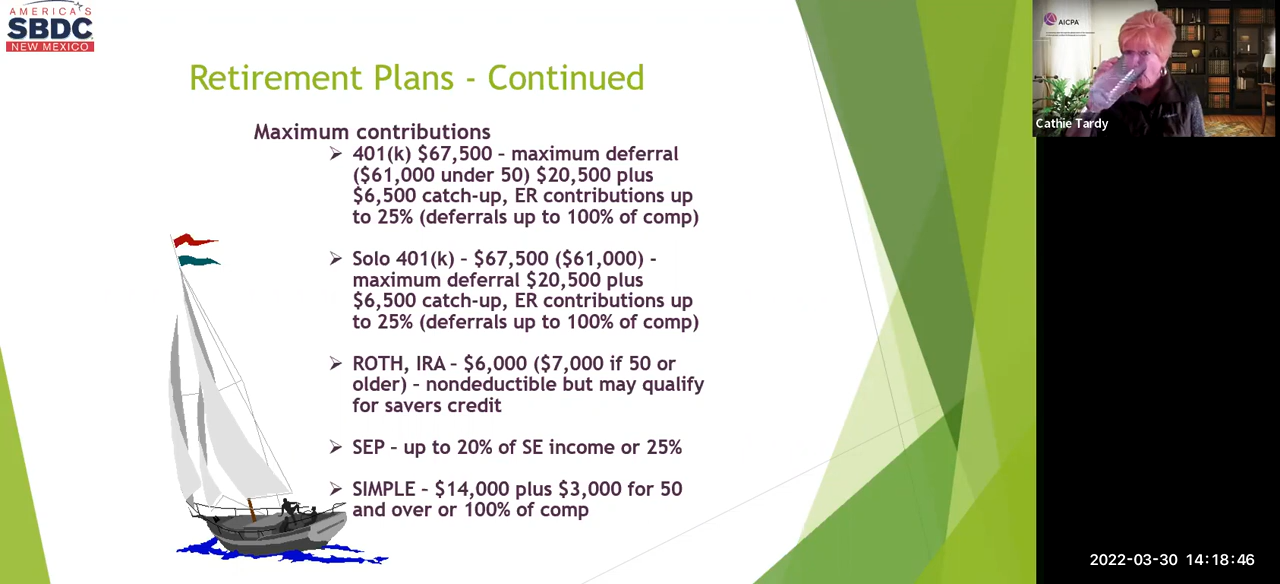 AMERICA'S
SBDC
NEW MEXICO
Retirement Plans - Continued
Maximum contributions
➢ 401(k) $67,500 – maximum deferral
($61,000 under 50) $20,500 plus
$6,500 catch-up, ER contributions up
to 25% (deferrals up to 100% of comp)
➢ Solo 401(k) – $67,500 ($61,000) -
maximum deferral $20,500 plus
$6,500 catch-up, ER contributions up
to 25% (deferrals up to 100% of comp)
➢ ROTH, IRA – $6,000 ($7,000 if 50 or
older) – nondeductible but may qualify
for savers credit
➢ SEP – up to 20% of SE income or 25%
➢ SIMPLE – $14,000 plus $3,000 for 50
and over or 100% of comp
AICPA
Cathie Tardy
2022-03-30 14:18:46